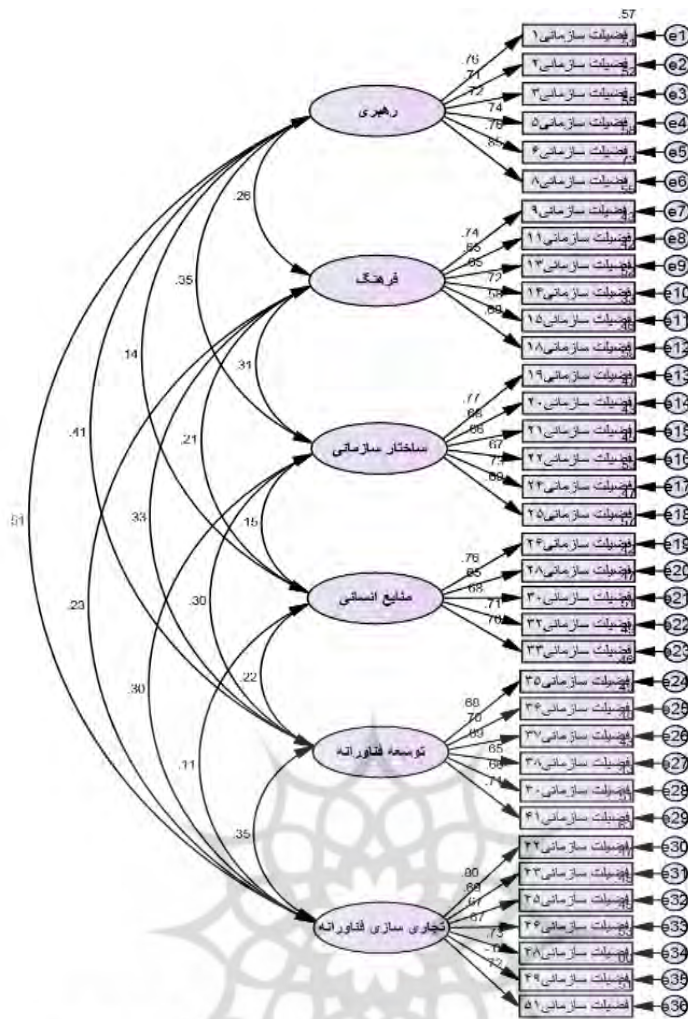 .57
فضیلت سازمانی۱ e1
فضیلت سازمانی۲ e2
فضیلت سازمانی۳ e3
فضیلت سازمانی۵ e4
فضیلت سازمانی۶ e5
فضیلت سازمانی۸ e6
.76
.71
.72
.74
.76
.85
رهبری
فضیلت سازمانی۹ e7
فضیلت سازمانی۱۱ e8
فضیلت سازمانی۱۳ e9
فضیلت سازمانی۱۴ e10
فضیلت سازمانی۱۵ e11
فضیلت سازمانی۱۸ e12
.74
.65
.65
.72
.58
.69
فرهنگ
فضیلت سازمانی۱۹ e13
فضیلت سازمانی۲۰ e14
فضیلت سازمانی۲۱ e15
فضیلت سازمانی۲۲ e16
فضیلت سازمانی۲۴ e17
فضیلت سازمانی۲۵ e18
.77
.68
.66
.67
.73
.69
ساختار سازمانی
فضیلت سازمانی۲۶ e19
فضیلت سازمانی۲۸ e20
فضیلت سازمانی۳۰ e21
فضیلت سازمانی۳۲ e22
فضیلت سازمانی۳۳ e23
.76
.65
.68
.71
.70
منابع انسانی
فضیلت سازمانی۳۵ e24
فضیلت سازمانی۳۶ e25
فضیلت سازمانی۳۷ e26
فضیلت سازمانی۳۸ e27
فضیلت سازمانی۳۰ e28
فضیلت سازمانی۴۱ e29
.68
.70
.69
.65
.66
.71
توسعه فناورانه
فضیلت سازمانی۴۲ e30
فضیلت سازمانی۴۳ e31
فضیلت سازمانی۴۵ e32
فضیلت سازمانی۴۶ e33
فضیلت سازمانی۴۸ e34
فضیلت سازمانی۴۹ e35
فضیلت سازمانی۵۱ e36
.80
.69
.67
.67
.73
.72
تجاری سازی فناورانه
.26
.35
.14
.31
.41
.21
.51
.33
.15
.23
.30
.30
.22
.11
.35